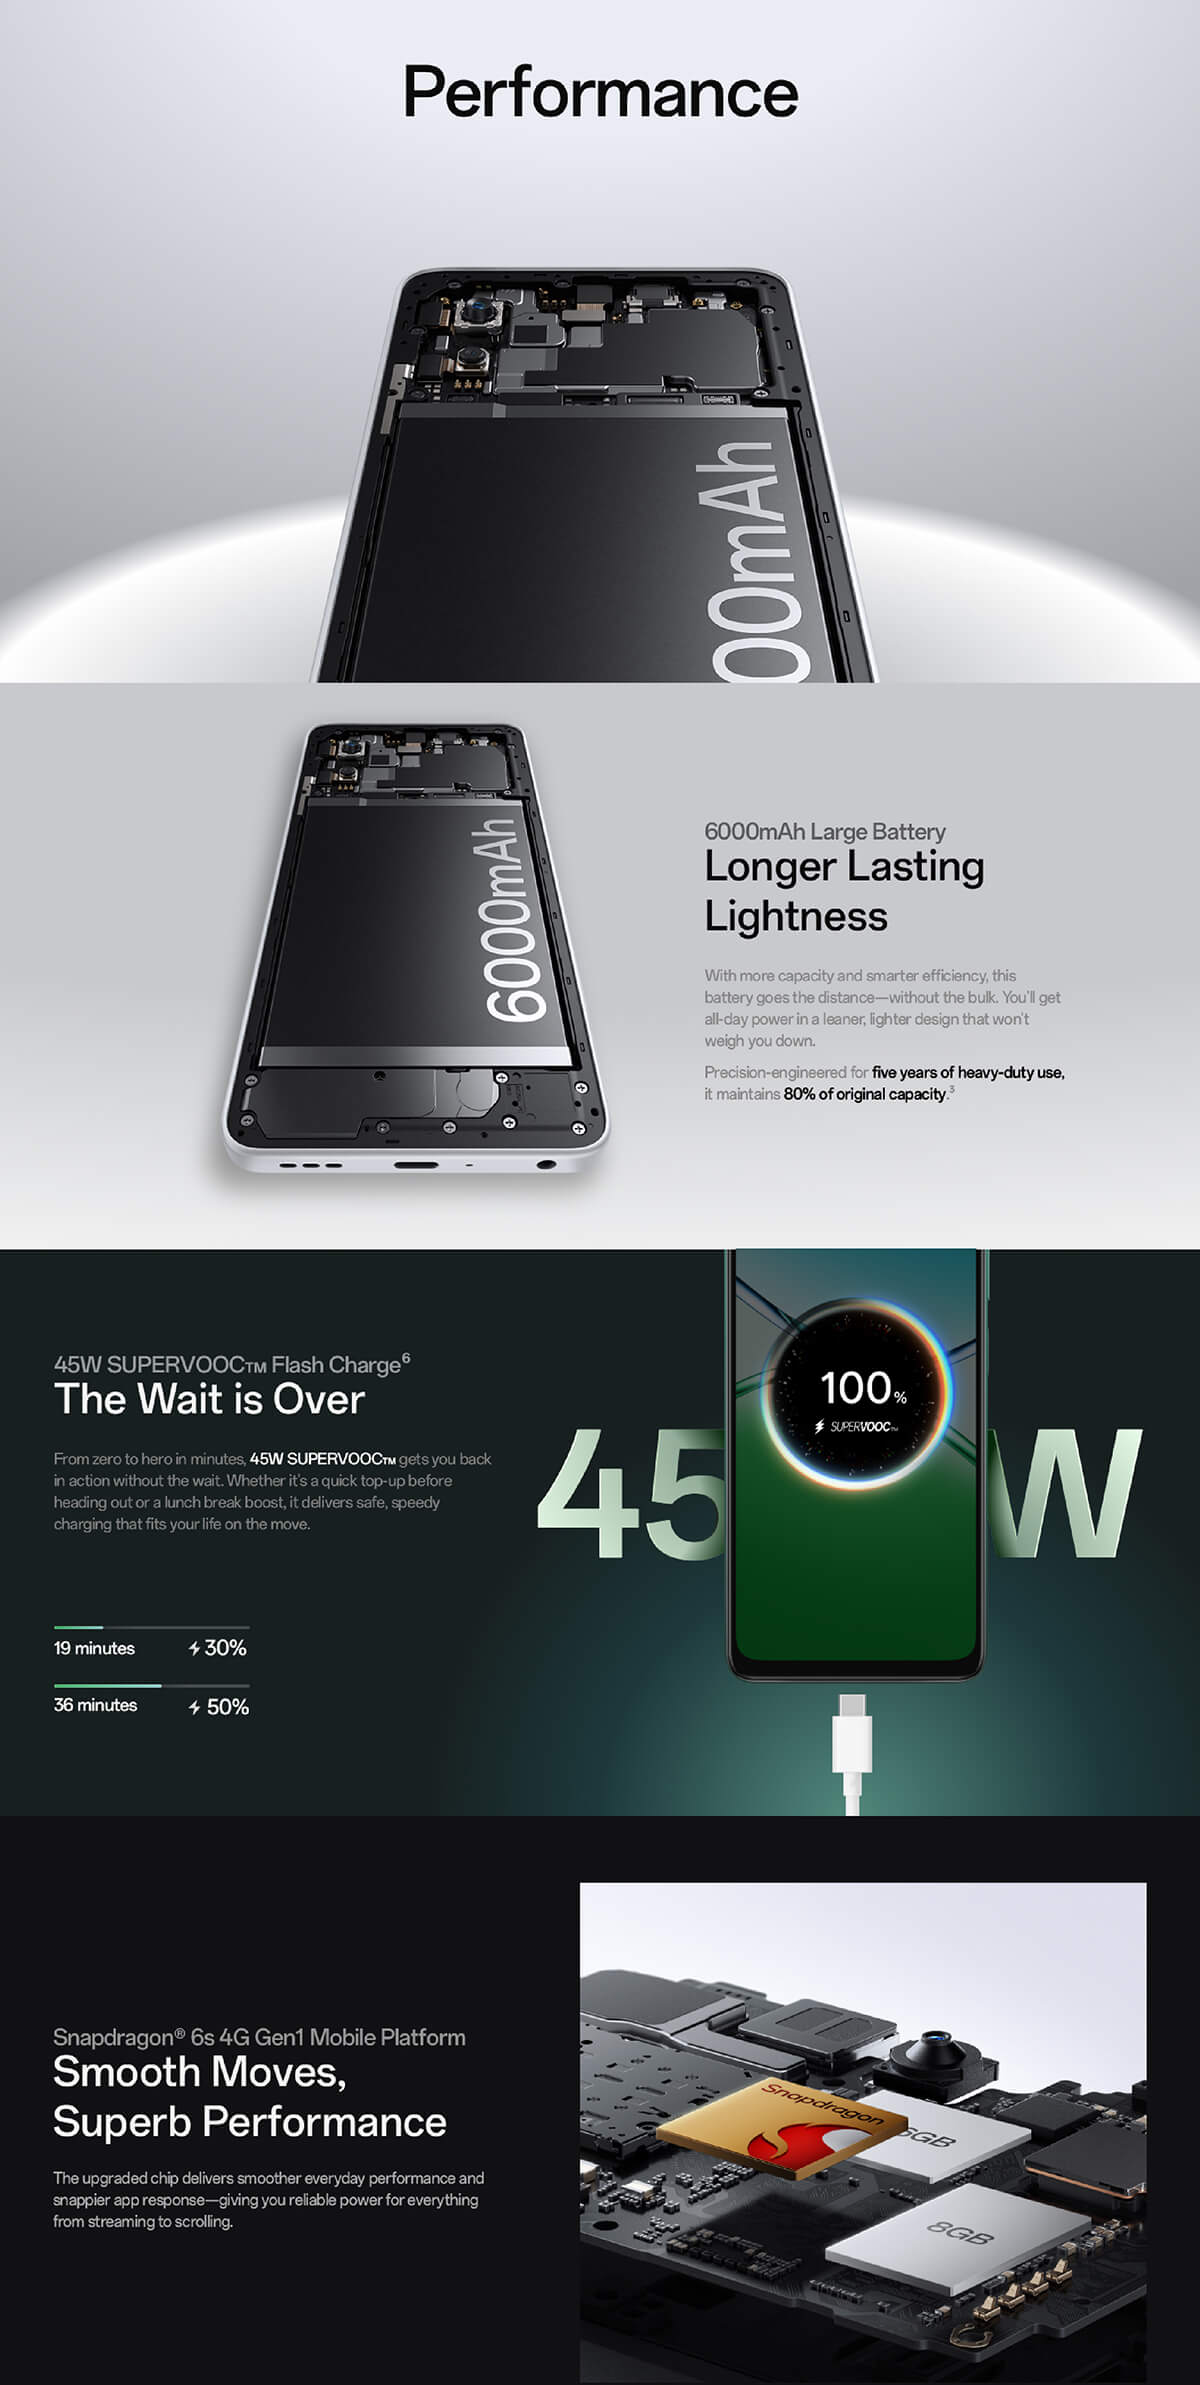 Performance
00mAh
6000mAh
6000mAh Large Battery
Longer Lasting
Lightness
With more capacity and smarter efficiency, this
battery goes the distance—without the bulk. You'll get
all-day power in a leaner, lighter design that won't
weigh you down.
Precision-engineered for five years of heavy-duty use,
it maintains 80% of original capacity.³
45W SUPERVOOC™ Flash Charge⁶
The Wait is Over
From zero to hero in minutes, 45W SUPERVOOC™ gets you back
in action without the wait. Whether it's a quick top-up before
heading out or a lunch break boost, it delivers safe, speedy
charging that fits your life on the move.
19 minutes 30%
36 minutes 50%
45 W
100%
SUPERVOOC™
Snapdragon® 6s 4G Gen1 Mobile Platform
Smooth Moves,
Superb Performance
The upgraded chip delivers smoother everyday performance and
snappier app response—giving you reliable power for everything
from streaming to scrolling.
Snapdragon
8GB